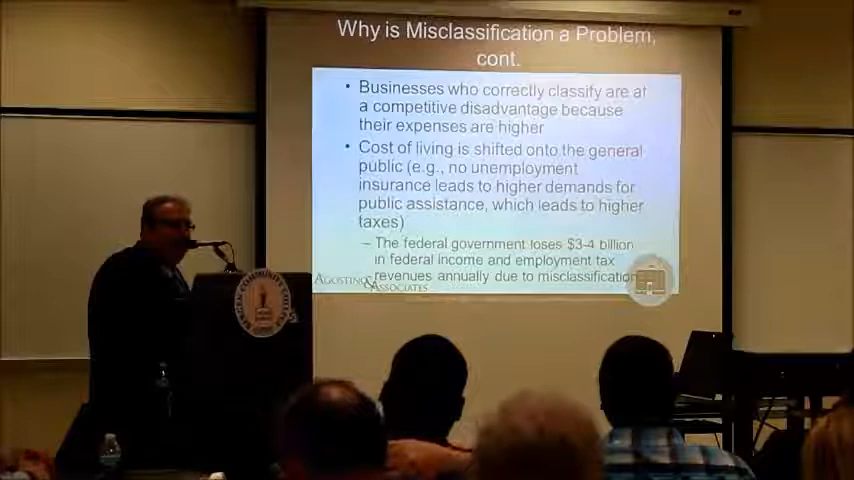 Why is Misclassification a Problem,
cont.
• Businesses who correctly classify are at
a competitive disadvantage because
their expenses are higher
• Cost of living is shifted onto the general
public (e.g., no unemployment
insurance leads to higher demands for
public assistance, which leads to higher
taxes)
– The federal government loses $3-4 billion
in federal income and employment tax
revenues annually due to misclassification
AGOSTINO
& ASSOCIATES
BERGEN COMMUNITY COLLEGE